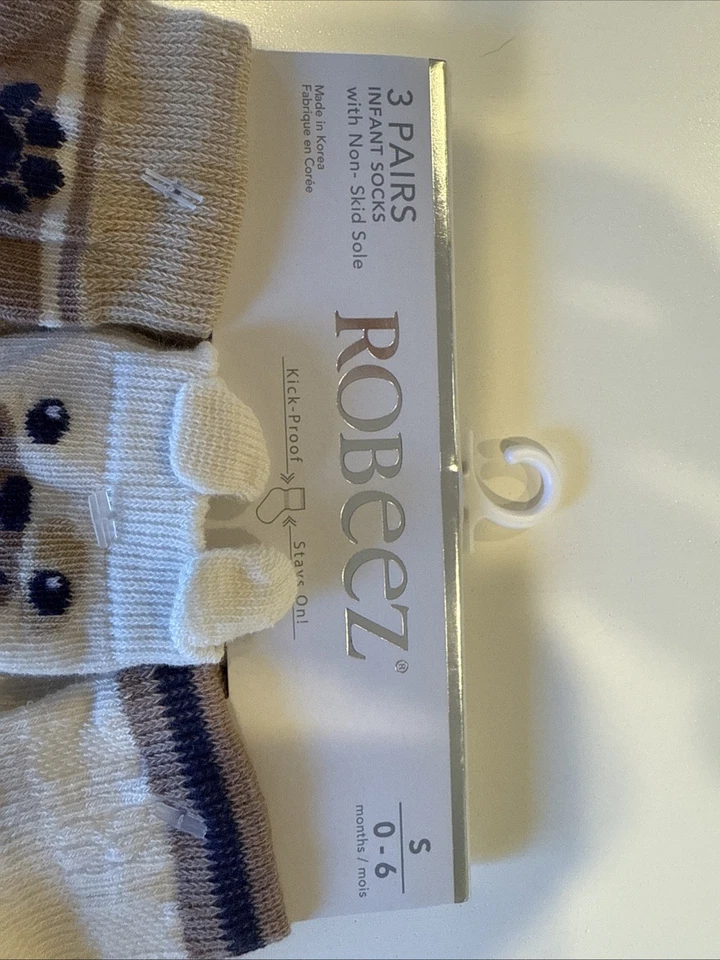 3 PAIRS
INFANT SOCKS
with Non- Skid Sole
Made in Korea
Fabrique en Corée
ROBeeZ®
Kick-Proof
Stays On!
S
0 - 6
months / mois